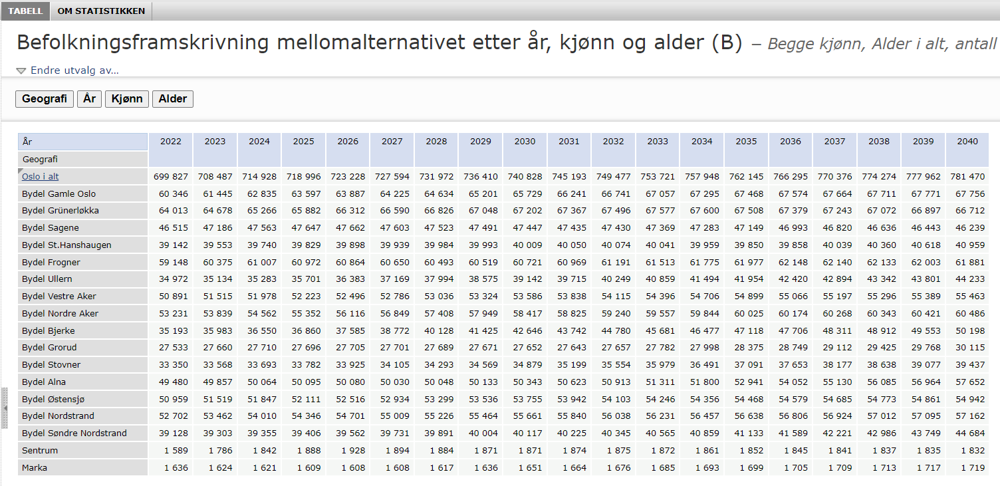 TABELL OM STATISTIKKEN
Befolkningsframskrivning mellomalternativet etter år, kjønn og alder (B) – Begge kjønn, Alder i alt, antall
Endre utvalg av...
Geografi År Kjønn Alder
År 2022 2023 2024 2025 2026 2027 2028 2029 2030 2031 2032 2033 2034 2035 2036 2037 2038 2039 2040
Geografi
Oslo i alt 699 827 708 487 714 928 718 996 723 228 727 594 731 972 736 410 740 828 745 193 749 477 753 721 757 948 762 145 766 295 770 376 774 274 777 962 781 470
Bydel Gamle Oslo 60 346 61 445 62 835 63 597 63 887 64 225 64 634 65 201 65 729 66 241 66 741 67 057 67 295 67 468 67 574 67 664 67 711 67 771 67 756
Bydel Grünerløkka 64 013 64 678 65 266 65 882 66 312 66 590 66 826 67 048 67 202 67 367 67 496 67 577 67 600 67 508 67 379 67 243 67 072 66 897 66 712
Bydel Sagene 46 515 47 186 47 563 47 647 47 662 47 603 47 523 47 491 47 447 47 435 47 430 47 369 47 283 47 149 46 993 46 820 46 636 46 443 46 239
Bydel St.Hanshaugen 39 142 39 553 39 740 39 829 39 898 39 939 39 984 39 993 40 009 40 050 40 074 40 041 39 959 39 850 39 858 40 039 40 360 40 618 40 959
Bydel Frogner 59 148 60 375 61 007 60 972 60 864 60 650 60 493 60 519 60 721 60 969 61 191 61 513 61 775 61 977 62 148 62 140 62 133 62 003 61 881
Bydel Ullern 34 972 35 134 35 283 35 701 36 383 37 169 37 994 38 575 39 142 39 715 40 249 40 859 41 494 41 954 42 420 42 894 43 342 43 801 44 233
Bydel Vestre Aker 50 891 51 515 51 978 52 223 52 496 52 786 53 036 53 324 53 586 53 838 54 115 54 396 54 706 54 899 55 066 55 197 55 296 55 389 55 463
Bydel Nordre Aker 53 231 53 839 54 562 55 352 56 116 56 849 57 408 57 949 58 417 58 825 59 240 59 557 59 844 60 025 60 174 60 268 60 343 60 421 60 486
Bydel Bjerke 35 193 35 983 36 550 36 860 37 585 38 772 40 128 41 425 42 646 43 742 44 780 45 681 46 477 47 118 47 706 48 311 48 912 49 553 50 198
Bydel Grorud 27 533 27 660 27 710 27 696 27 705 27 701 27 689 27 671 27 652 27 643 27 657 27 782 27 998 28 375 28 749 29 112 29 425 29 768 30 115
Bydel Stovner 33 350 33 568 33 693 33 782 33 925 34 105 34 293 34 569 34 879 35 199 35 554 35 979 36 491 37 091 37 653 38 177 38 638 39 077 39 437
Bydel Alna 49 480 49 857 50 064 50 095 50 080 50 030 50 048 50 133 50 343 50 623 50 913 51 311 51 800 52 941 54 052 55 130 56 085 56 964 57 652
Bydel Østensjø 50 959 51 519 51 847 52 111 52 516 52 934 53 299 53 536 53 755 53 942 54 103 54 246 54 356 54 468 54 579 54 685 54 773 54 861 54 942
Bydel Nordstrand 52 702 53 462 54 010 54 346 54 701 55 009 55 226 55 464 55 661 55 840 56 038 56 231 56 457 56 638 56 806 56 924 57 012 57 095 57 162
Bydel Søndre Nordstrand 39 128 39 303 39 355 39 406 39 562 39 731 39 891 40 004 40 117 40 225 40 345 40 565 40 859 41 133 41 589 42 221 42 986 43 749 44 684
Sentrum 1 589 1 786 1 842 1 888 1 928 1 894 1 884 1 871 1 871 1 874 1 875 1 872 1 861 1 852 1 845 1 841 1 837 1 835 1 832
Marka 1 636 1 624 1 621 1 609 1 608 1 608 1 617 1 636 1 651 1 664 1 676 1 685 1 693 1 699 1 705 1 709 1 713 1 717 1 719